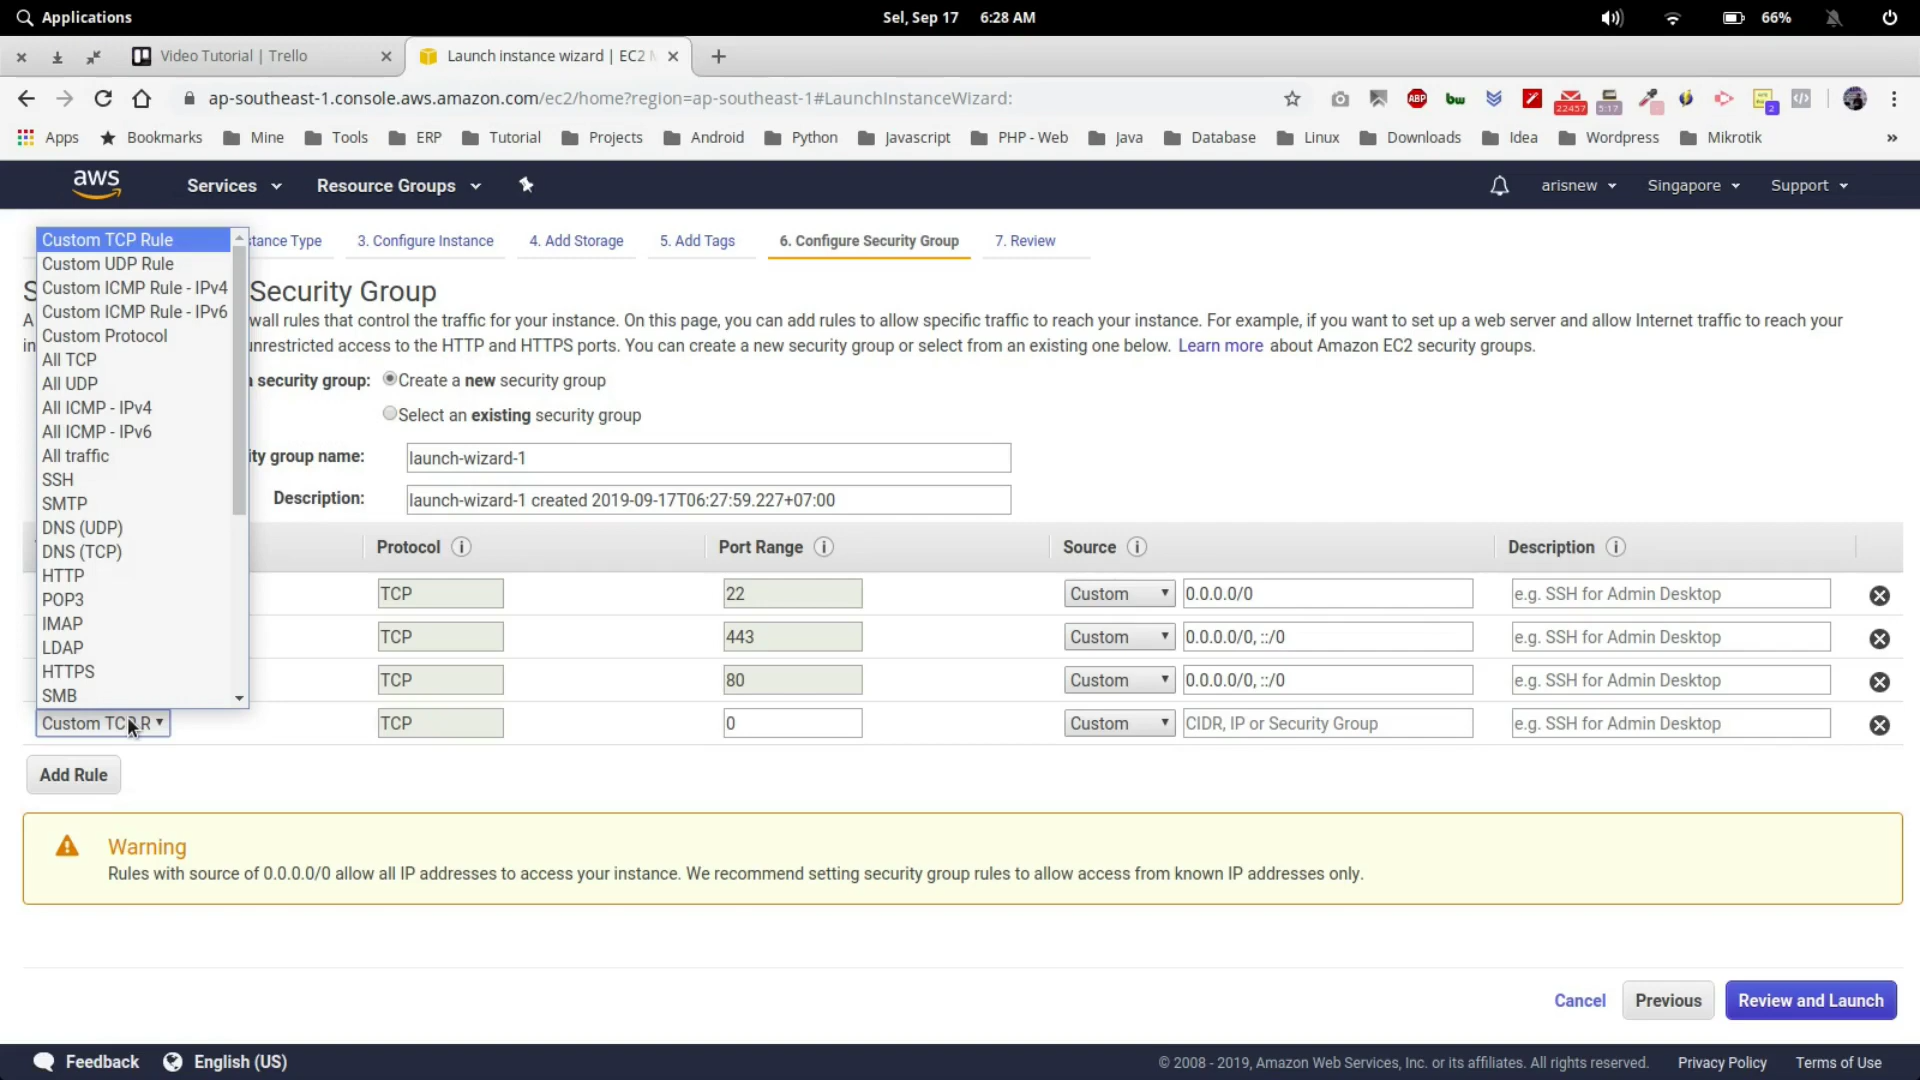 Applications
Sel, Sep 17 6:28 AM
66%
Video Tutorial | Trello
Launch instance wizard | EC2
ap-southeast-1.console.aws.amazon.com/ec2/home?region=ap-southeast-1#LaunchInstanceWizard:
ABP
bw
22457
5:17
2
Apps
Bookmarks
Mine
Tools
ERP
Tutorial
Projects
Android
Python
Javascript
PHP - Web
Java
Database
Linux
Downloads
Idea
Wordpress
Mikrotik
»
aws
Services
Resource Groups
arisnew
Singapore
Support
stance Type
3. Configure Instance
4. Add Storage
5. Add Tags
6. Configure Security Group
7. Review
S
Security Group
A
wall rules that control the traffic for your instance. On this page, you can add rules to allow specific traffic to reach your instance. For example, if you want to set up a web server and allow Internet traffic to reach your
in
unrestricted access to the HTTP and HTTPS ports. You can create a new security group or select from an existing one below. Learn more about Amazon EC2 security groups.
Custom TCP Rule
Custom UDP Rule
Custom ICMP Rule - IPv4
Custom ICMP Rule - IPv6
Custom Protocol
All TCP
All UDP
All ICMP - IPv4
All ICMP - IPv6
All traffic
SSH
SMTP
DNS (UDP)
DNS (TCP)
HTTP
POP3
IMAP
LDAP
HTTPS
SMB
security group:
Create a new security group
Select an existing security group
ity group name:
launch-wizard-1
Description:
launch-wizard-1 created 2019-09-17T06:27:59.227+07:00
Protocol
Port Range
Source
Description
TCP 22 Custom 0.0.0.0/0 e.g. SSH for Admin Desktop
TCP 443 Custom 0.0.0.0/0, ::/0 e.g. SSH for Admin Desktop
TCP 80 Custom 0.0.0.0/0, ::/0 e.g. SSH for Admin Desktop
Custom TCP R TCP 0 Custom CIDR, IP or Security Group e.g. SSH for Admin Desktop
Add Rule
Warning
Rules with source of 0.0.0.0/0 allow all IP addresses to access your instance. We recommend setting security group rules to allow access from known IP addresses only.
Cancel
Previous
Review and Launch
Feedback
English (US)
© 2008 - 2019, Amazon Web Services, Inc. or its affiliates. All rights reserved.
Privacy Policy
Terms of Use